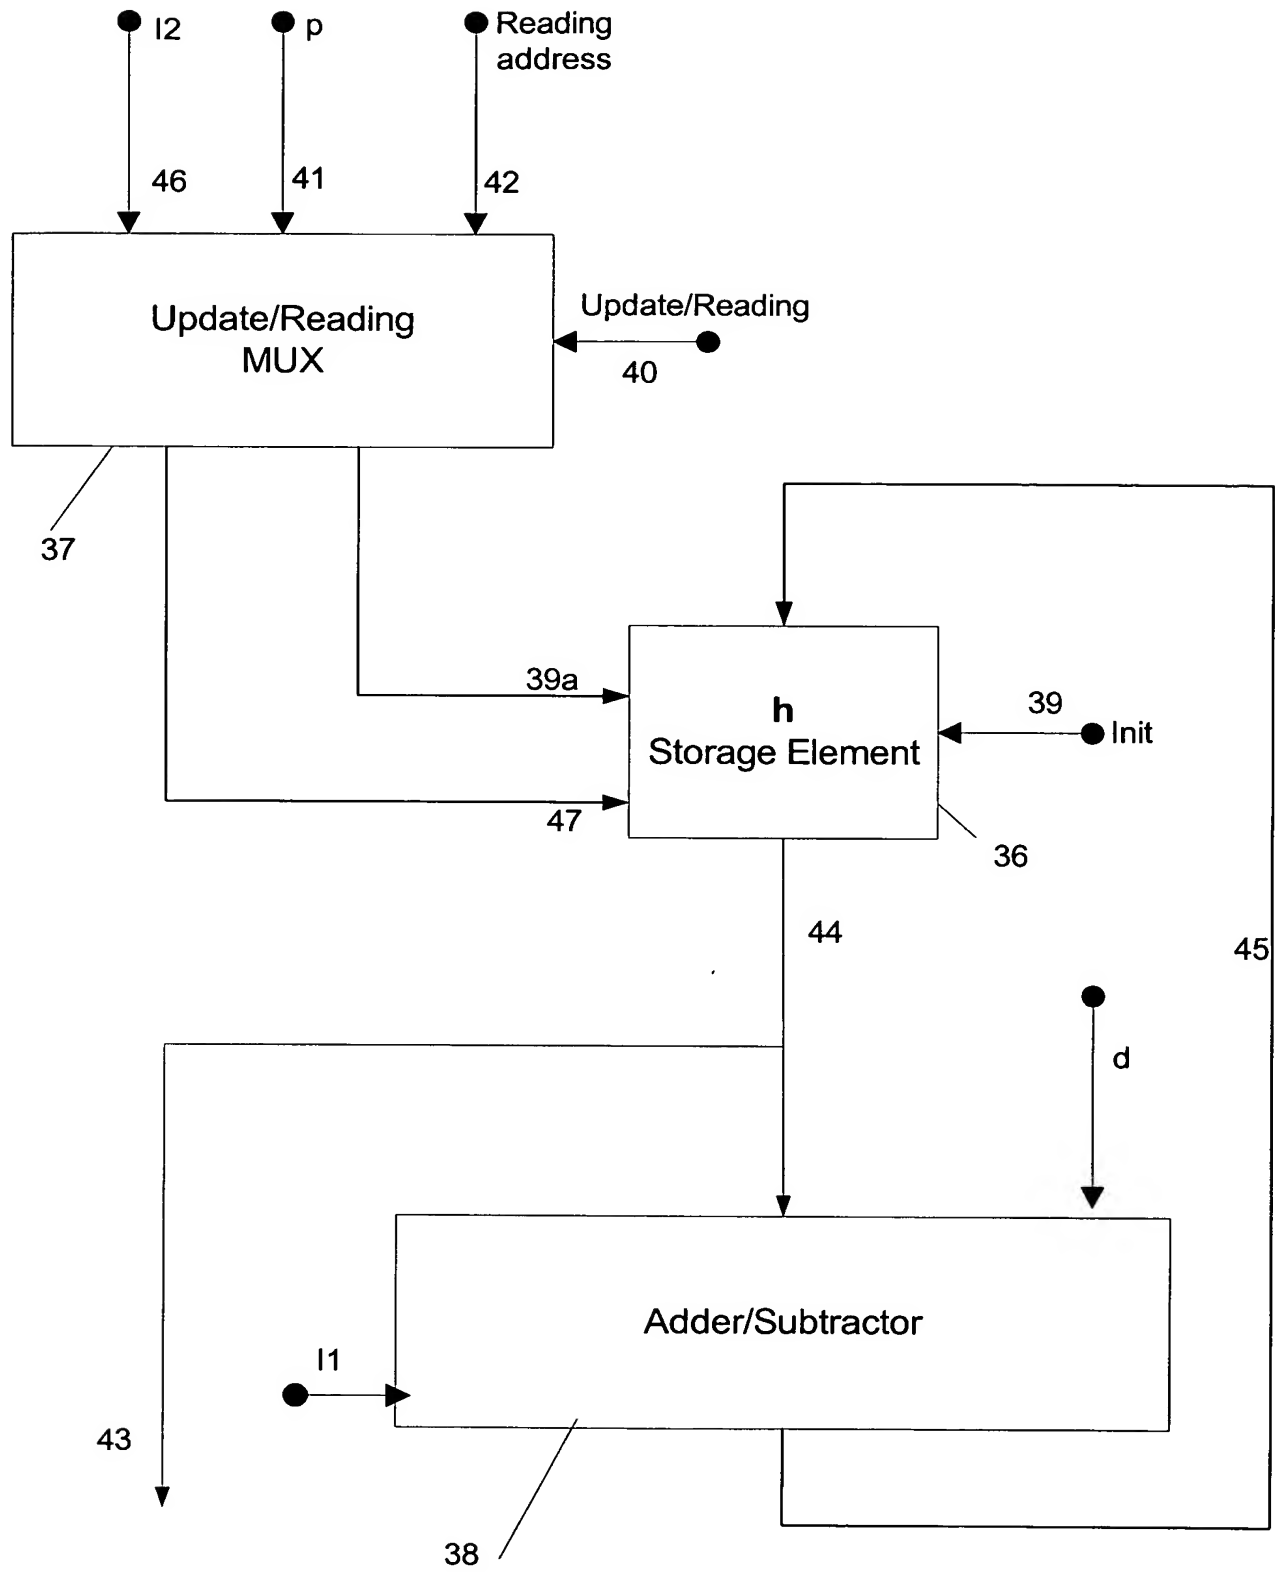 I2
p
Reading
address
46
41
42
Update/Reading
MUX
Update/Reading
40
37
39a
47
h
Storage Element
39
Init
36
44
45
d
Adder/Subtractor
I1
43
38